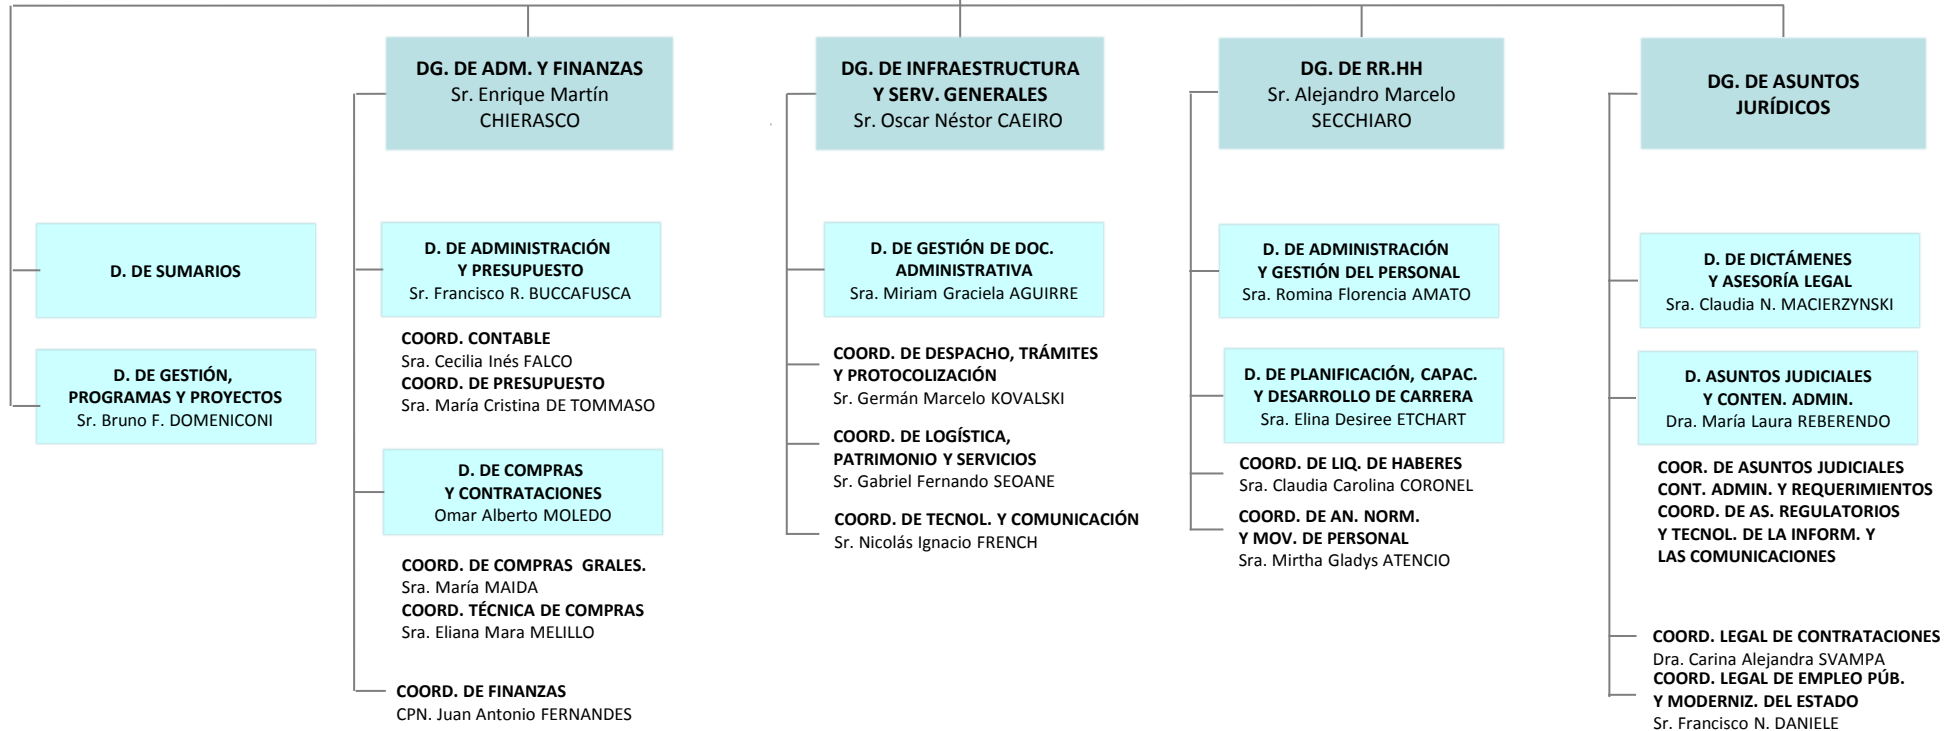 D. DE SUMARIOS
D. DE GESTIÓN,
PROGRAMAS Y PROYECTOS
Sr. Bruno F. DOMENICONI
DG. DE ADM. Y FINANZAS
Sr. Enrique Martín
CHIERASCO
D. DE ADMINISTRACIÓN
Y PRESUPUESTO
Sr. Francisco R. BUCCAFUSCA
COORD. CONTABLE
Sra. Cecilia Inés FALCO
COORD. DE PRESUPUESTO
Sra. María Cristina DE TOMMASO
D. DE COMPRAS
Y CONTRATACIONES
Omar Alberto MOLEDO
COORD. DE COMPRAS GRALES.
Sra. María MAIDA
COORD. TÉCNICA DE COMPRAS
Sra. Eliana Mara MELILLO
COORD. DE FINANZAS
CPN. Juan Antonio FERNANDES
DG. DE INFRAESTRUCTURA
Y SERV. GENERALES
Sr. Oscar Néstor CAEIRO
D. DE GESTIÓN DE DOC.
ADMINISTRATIVA
Sra. Miriam Graciela AGUIRRE
COORD. DE DESPACHO, TRÁMITES
Y PROTOCOLIZACIÓN
Sr. Germán Marcelo KOVALSKI
COORD. DE LOGÍSTICA,
PATRIMONIO Y SERVICIOS
Sr. Gabriel Fernando SEOANE
COORD. DE TECNOL. Y COMUNICACIÓN
Sr. Nicolás Ignacio FRENCH
DG. DE RR.HH
Sr. Alejandro Marcelo
SECCHIARO
D. DE ADMINISTRACIÓN
Y GESTIÓN DEL PERSONAL
Sra. Romina Florencia AMATO
D. DE PLANIFICACIÓN, CAPAC.
Y DESARROLLO DE CARRERA
Sra. Elina Desiree ETCHART
COORD. DE LIQ. DE HABERES
Sra. Claudia Carolina CORONEL
COORD. DE AN. NORM.
Y MOV. DE PERSONAL
Sra. Mirtha Gladys ATENCIO
DG. DE ASUNTOS
JURÍDICOS
D. DE DICTÁMENES
Y ASESORÍA LEGAL
Sra. Claudia N. MACIERZYNSKI
D. ASUNTOS JUDICIALES
Y CONTEN. ADMIN.
Dra. María Laura REBERENDO
COOR. DE ASUNTOS JUDICIALES
CONT. ADMIN. Y REQUERIMIENTOS
COORD. DE AS. REGULATORIOS
Y TECNOL. DE LA INFORM. Y
LAS COMUNICACIONES
COORD. LEGAL DE CONTRATACIONES
Dra. Carina Alejandra SVAMPA
COORD. LEGAL DE EMPLEO PÚB.
Y MODERNIZ. DEL ESTADO
Sr. Francisco N. DANIELE